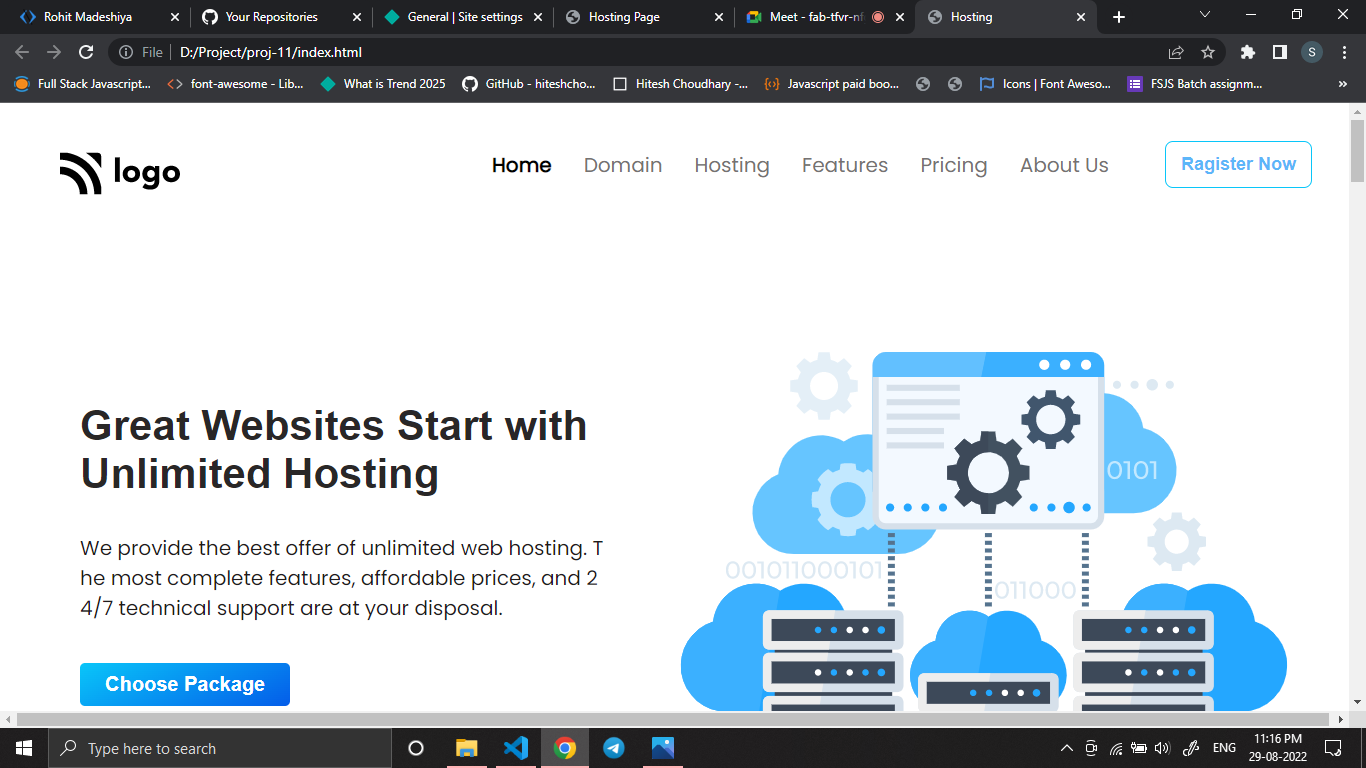 Rohit Madeshiya
Your Repositories
General | Site settings
Hosting Page
Meet - fab-tfvr-nf
Hosting
File
D:/Project/proj-11/index.html
S
Full Stack Javascript...
font-awesome - Lib...
What is Trend 2025
GitHub - hiteshcho...
Hitesh Choudhary -...
Javascript paid boo...
Icons | Font Aweso...
FSJS Batch assignm...
»
logo
Home
Domain
Hosting
Features
Pricing
About Us
Ragister Now
Great Websites Start with
Unlimited Hosting
We provide the best offer of unlimited web hosting. T
he most complete features, affordable prices, and 2
4/7 technical support are at your disposal.
Choose Package
0101
001011000101
011000
Type here to search
ENG
11:16 PM
29-08-2022